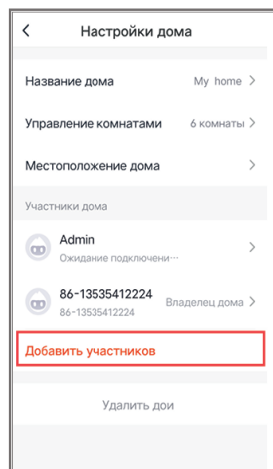 Настройки дома
Название дома My home
Управление комнатами 6 комнаты
Местоположение дома
Участники дома
Admin
Ожидание подключени...
86-13535412224 Владелец дома
86-13535412224
Добавить участников
Удалить дои